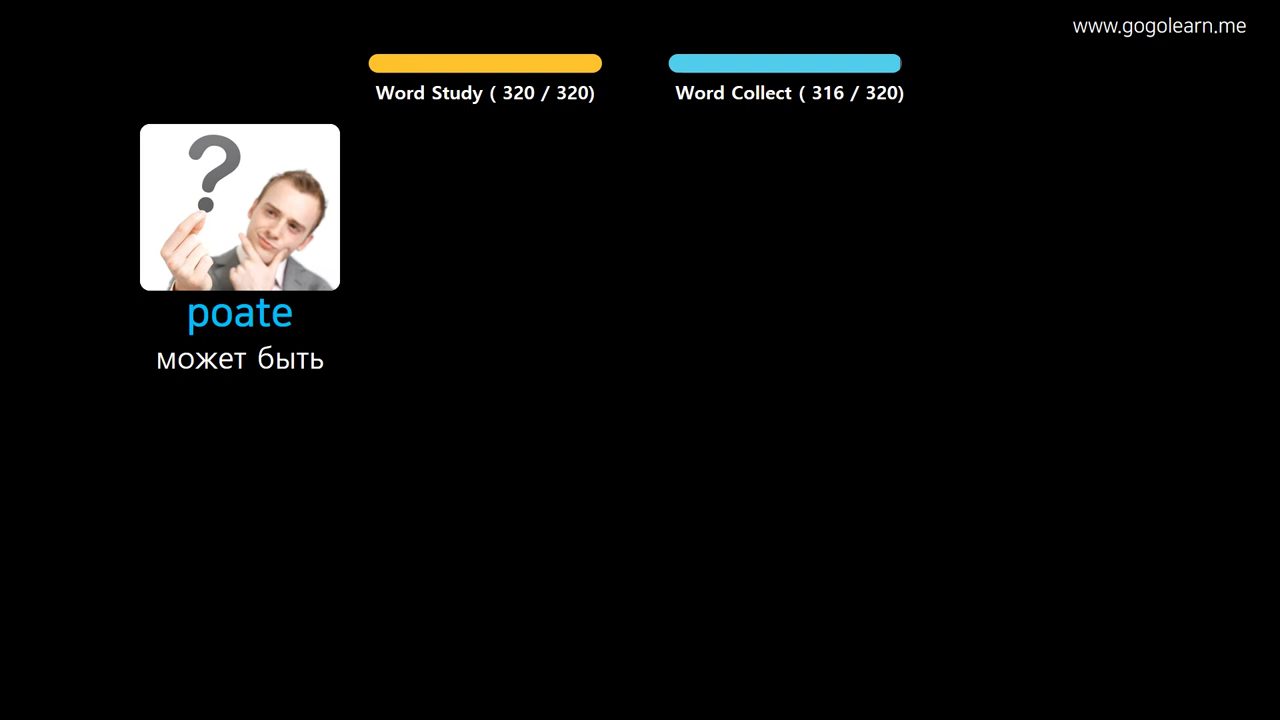 www.gogolearn.me
Word Study ( 320 / 320)
Word Collect ( 316 / 320)
?
poate
может быть